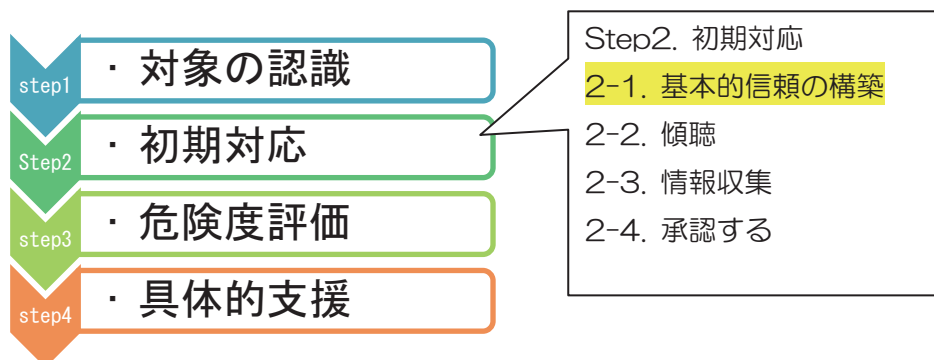 step1
・対象の認識
Step2
・初期対応
step3
・危険度評価
step4
・具体的支援
Step2. 初期対応
2-1. 基本的信頼の構築
2-2. 傾聴
2-3. 情報収集
2-4. 承認する